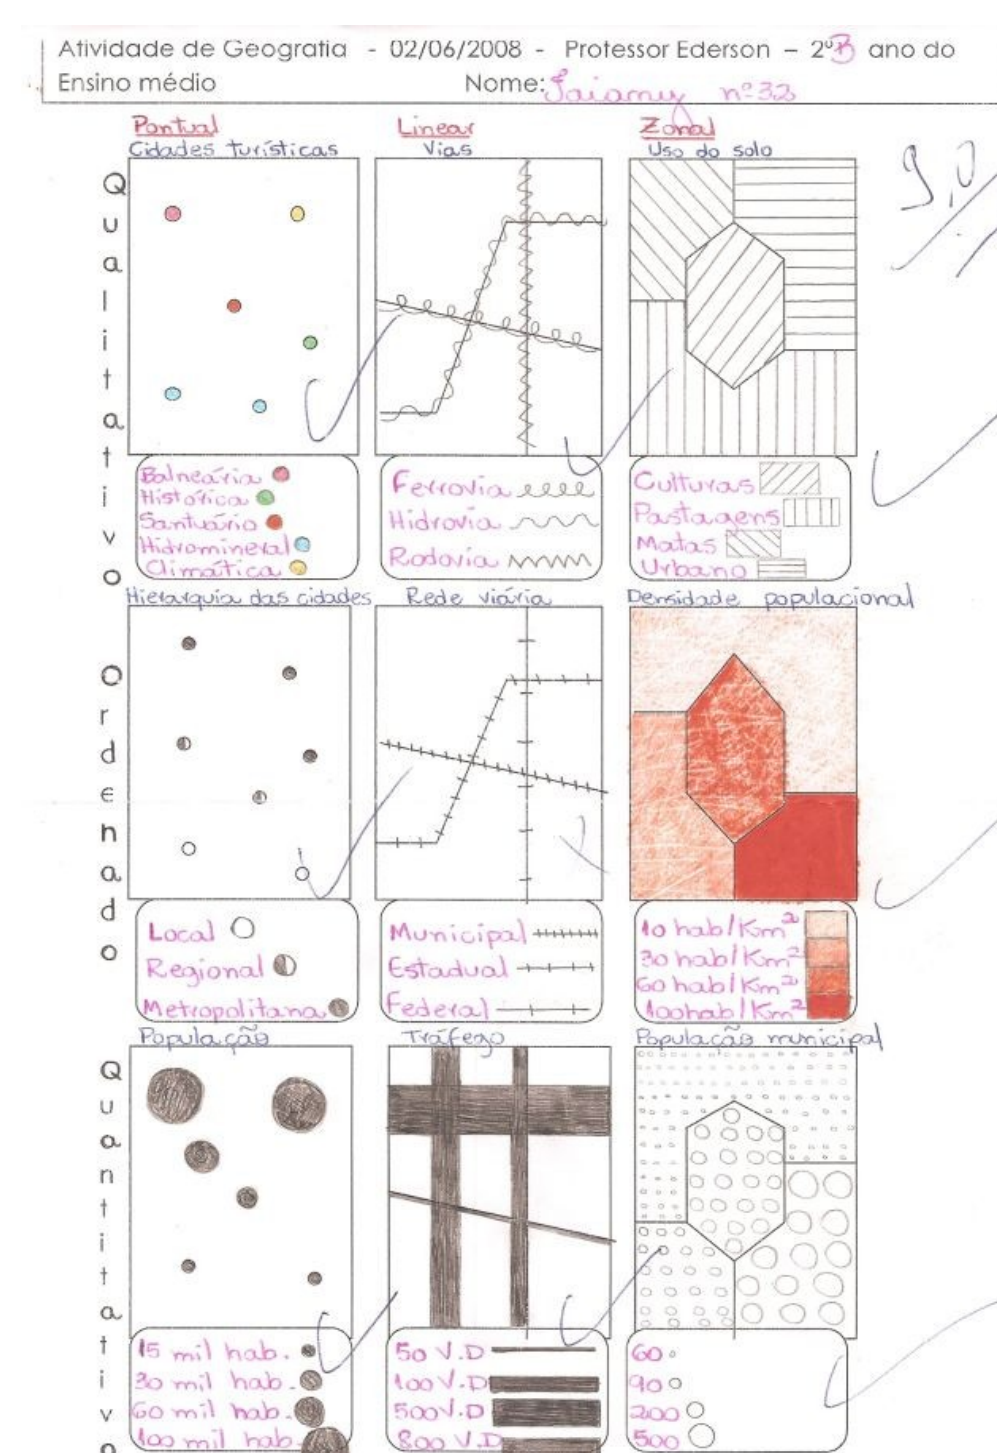 Atividade de Geografia - 02/06/2008 - Professor Ederson – 2ºB ano do
Ensino médio Nome: Taiany nº 32
Pontual Linear Zonal
Cidades turísticas Vias Uso do solo
9,0
Qualitativo
Balneária
Histórica
Santuário
Hidromineral
Climática
Ferrovia
Hidrovia
Rodovia
Culturas
Pastagens
Matas
Urbano
Hierarquia das cidades Rede viária Densidade populacional
Ordenado
Local
Regional
Metropolitana
Municipal
Estadual
Federal
10 hab/Km²
30 hab/Km²
60 hab/Km²
100hab/Km²
População Tráfego População municipal
Quantitativo
15 mil hab.
30 mil hab.
60 mil hab.
100 mil hab.
50 V.D
100 V.D
500 V.D
800 V.D
60
90
200
500